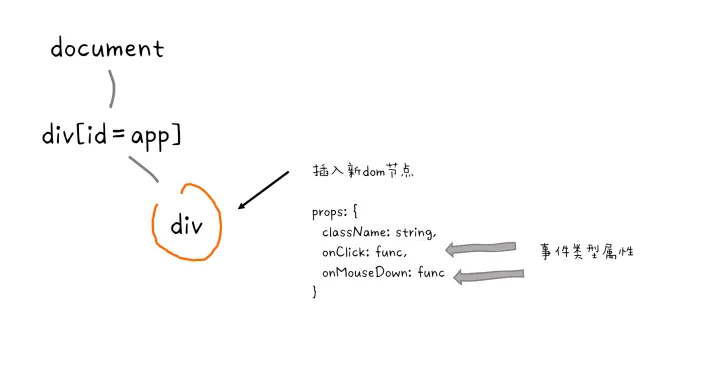 document
div[id=app]
div
插入新dom节点
props: {
className: string,
onClick: func,
onMouseDown: func
}
事件类型属性